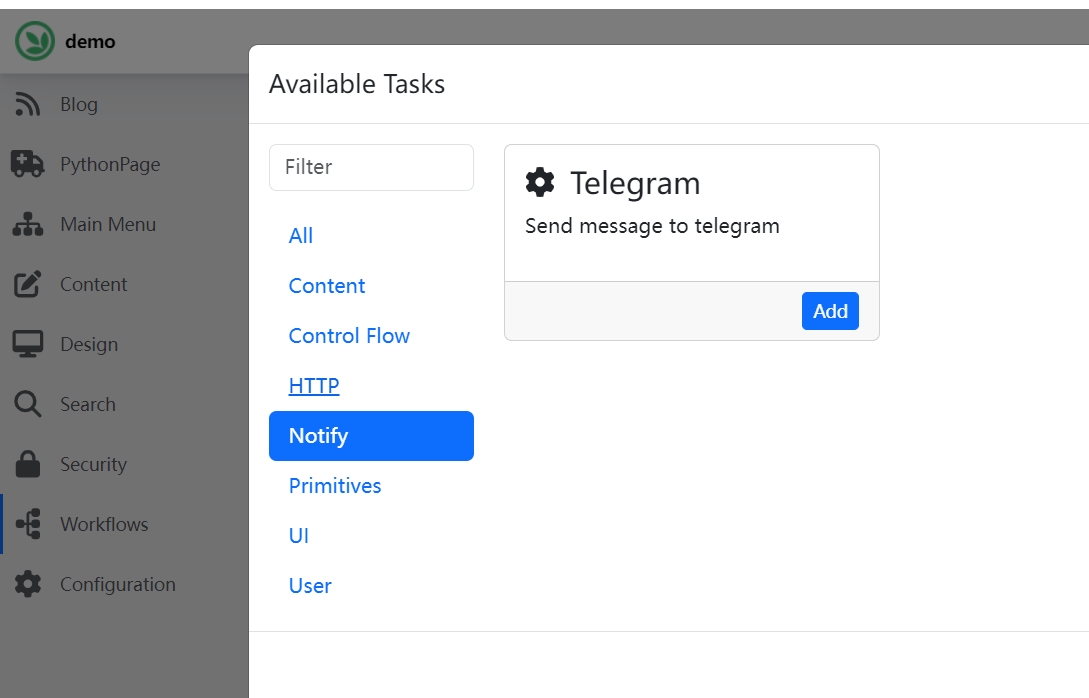 demo
Blog
PythonPage
Main Menu
Content
Design
Search
Security
Workflows
Configuration
Available Tasks
Filter
All
Content
Control Flow
HTTP
Notify
Primitives
UI
User
Telegram
Send message to telegram
Add